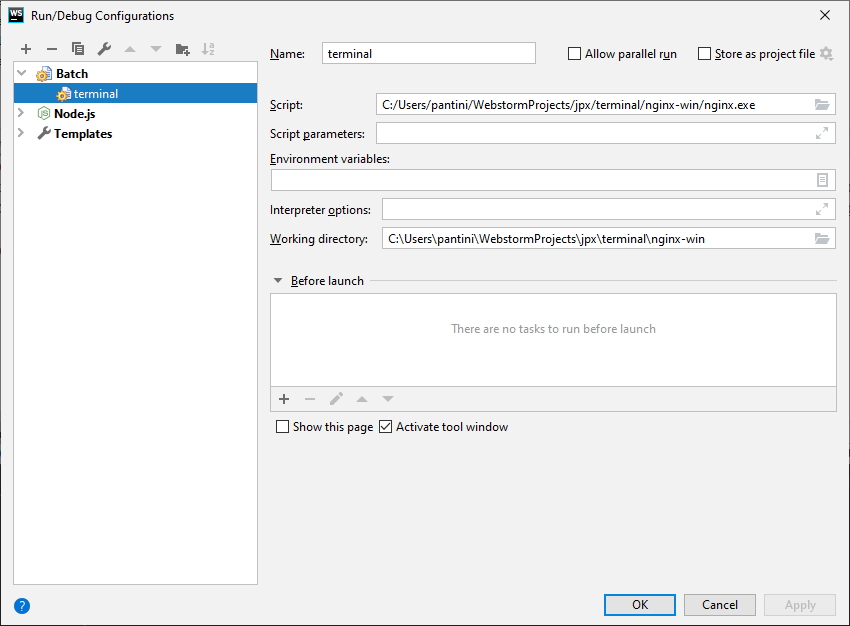 WS Run/Debug Configurations
Name: terminal Allow parallel run Store as project file
Batch
terminal
Node.js
Templates
Script: C:/Users/pantini/WebstormProjects/jpx/terminal/nginx-win/nginx.exe
Script parameters:
Environment variables:
Interpreter options:
Working directory: C:\Users\pantini\WebstormProjects\jpx\terminal\nginx-win
Before launch
There are no tasks to run before launch
Show this page Activate tool window
? OK Cancel Apply